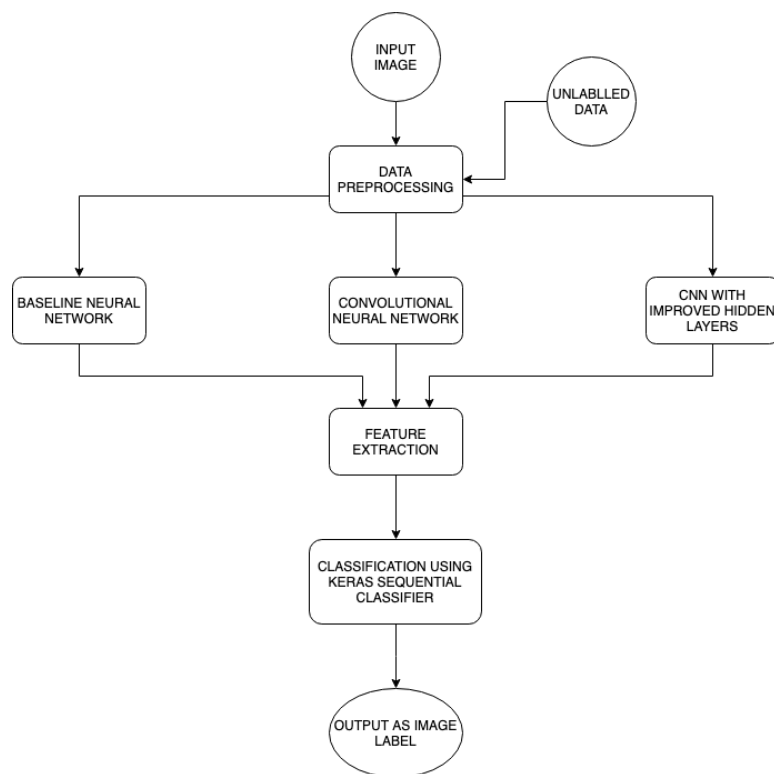 INPUT
IMAGE
UNLABLLED
DATA
DATA
PREPROCESSING
BASELINE NEURAL
NETWORK
CONVOLUTIONAL
NEURAL NETWORK
CNN WITH
IMPROVED HIDDEN
LAYERS
FEATURE
EXTRACTION
CLASSIFICATION USING
KERAS SEQUENTIAL
CLASSIFIER
OUTPUT AS IMAGE
LABEL